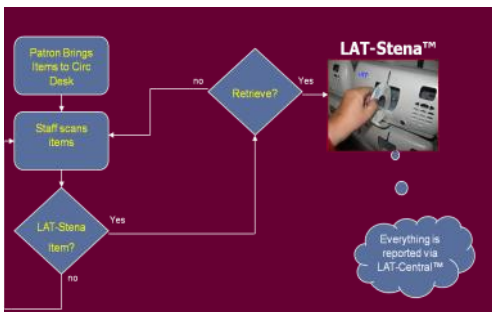 LAT-Stena™
Patron Brings
Items to Circ
Desk
no
Yes
Retrieve?
Staff scans
items
Yes
LAT-Stena
Item?
no
Everything is
reported via
LAT-Central™